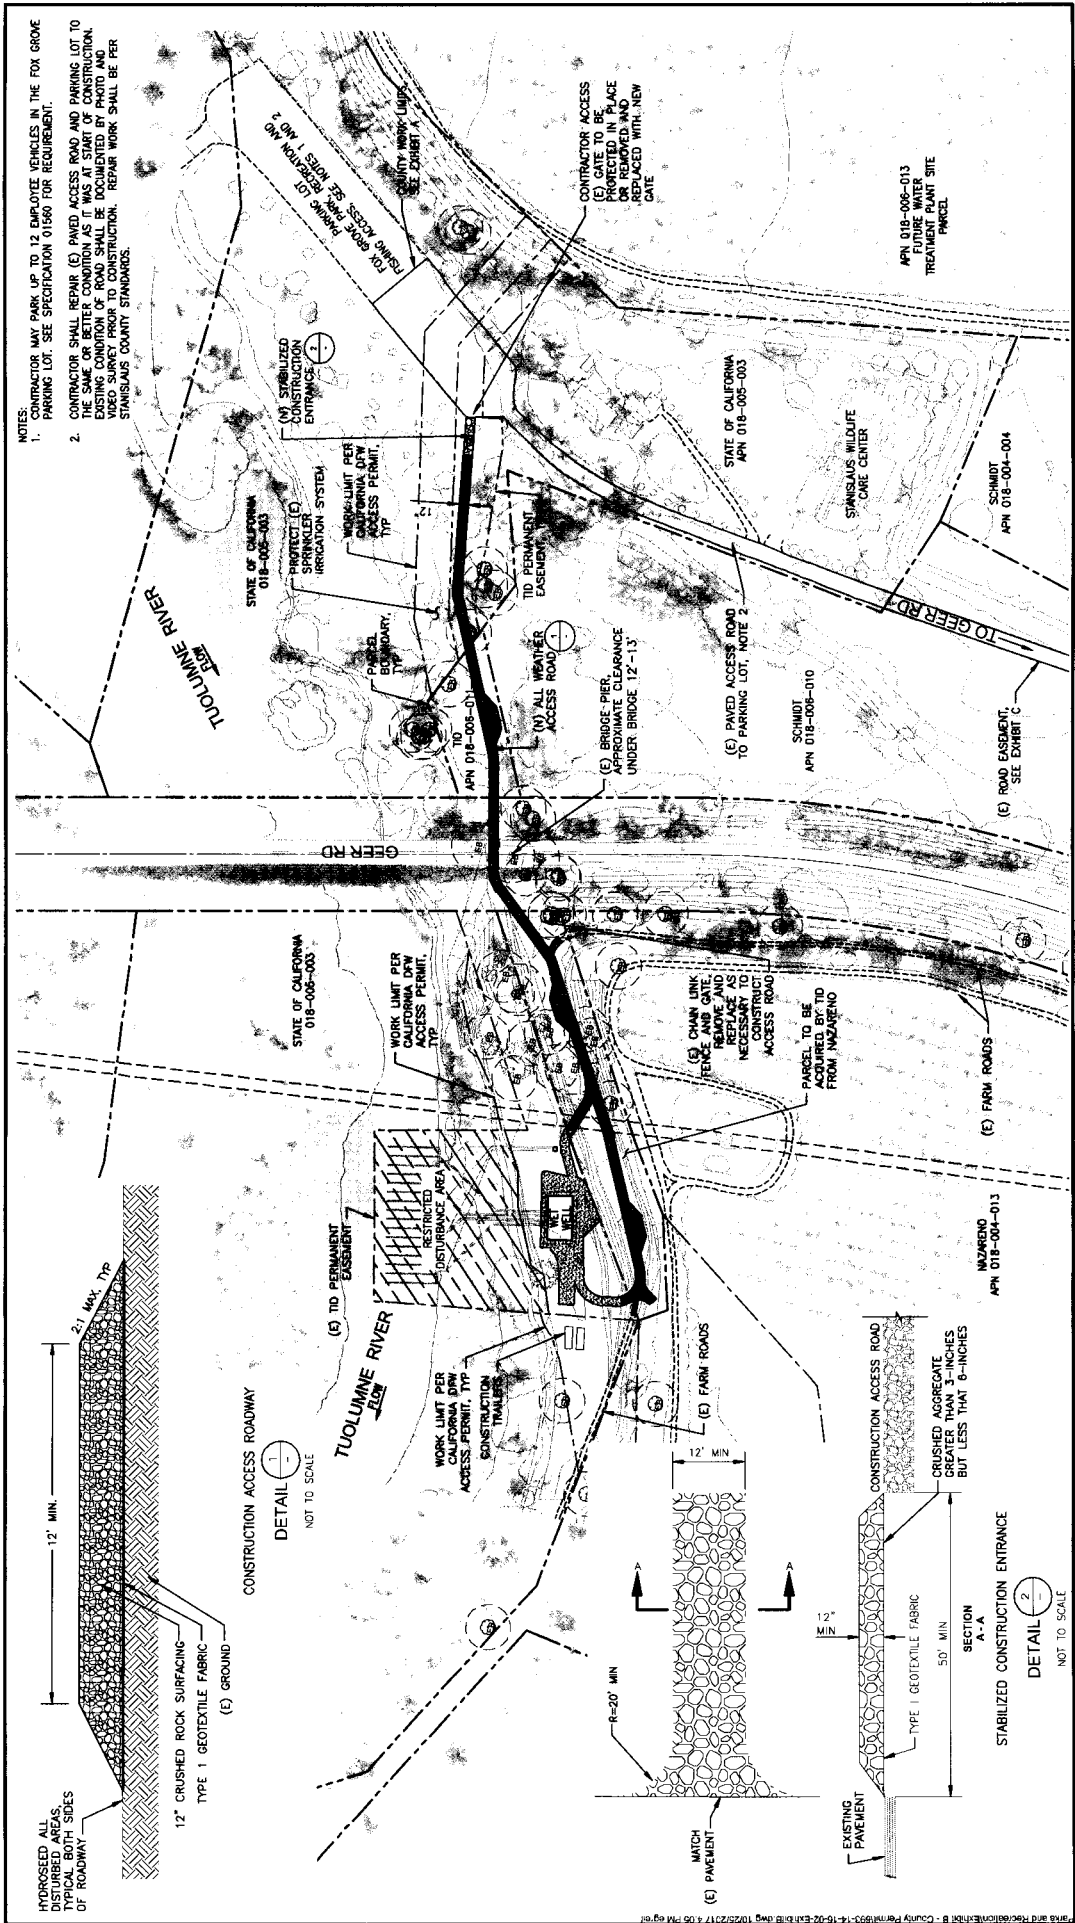 NOTES:
1. CONTRACTOR MAY PARK UP TO 12 EMPLOYEE VEHICLES IN THE FOX GROVE
PARKING LOT. SEE SPECIFICATION 01560 FOR REQUIREMENT.
2. CONTRACTOR SHALL REPAIR (E) PAVED ACCESS ROAD AND PARKING LOT TO
THE SAME OR BETTER CONDITION AS IT WAS AT START OF CONSTRUCTION.
EXISTING CONDITION OF ROAD SHALL BE DOCUMENTED BY PHOTO AND
VIDEO SURVEY PRIOR TO CONSTRUCTION. REPAIR WORK SHALL BE PER
STANISLAUS COUNTY STANDARDS.
FOX GROVE PARK
PARKING LOT
RECREATION AND
FISHING ACCESS, SEE NOTES 1 AND 2
COUNTY WORK LIMITS,
SEE EXHIBIT A
CONTRACTOR ACCESS
(E) GATE TO BE
PROTECTED IN PLACE
OR REMOVED AND
REPLACED WITH NEW
GATE
APN 018-006-013
FUTURE WATER
TREATMENT PLANT SITE
PARCEL
(N) STABILIZED
CONSTRUCTION
ENTRANCE
2
WORK LIMIT PER
CALIFORNIA DFW
ACCESS PERMIT,
TYP
PROTECT (E)
SPRINKLER
IRRIGATION SYSTEM
STATE OF CALIFORNIA
018-005-003
TUOLUMNE RIVER
FLOW
PARCEL
BOUNDARY,
TYP
12'
TID PERMANENT
EASEMENT,
STATE OF CALIFORNIA
APN 018-005-003
STANISLAUS WILDLIFE
CARE CENTER
SCHMIDT
APN 018-004-004
TO GEER RD
TID
APN 018-006-011
(N) ALL WEATHER
ACCESS ROAD
1
(E) BRIDGE PIER,
APPROXIMATE CLEARANCE
UNDER BRIDGE 12'-13'
(E) PAVED ACCESS ROAD
TO PARKING LOT, NOTE 2
SCHMIDT
APN 018-006-010
(E) ROAD EASEMENT,
SEE EXHIBIT C
GEER RD
STATE OF CALIFORNIA
018-006-003
WORK LIMIT PER
CALIFORNIA DFW
ACCESS PERMIT,
TYP
(E) CHAIN LINK
FENCE AND GATE,
REMOVE AND
REPLACE AS
NECESSARY TO
CONSTRUCT
ACCESS ROAD
PARCEL TO BE
ACQUIRED BY TID
FROM NAZARENO
(E) FARM ROADS
NAZARENO
APN 018-004-013
(E) TID PERMANENT
EASEMENT
RESTRICTED
DISTURBANCE AREA
WET
WELL
TUOLUMNE RIVER
FLOW
WORK LIMIT PER
CALIFORNIA DFW
ACCESS PERMIT, TYP
CONSTRUCTION
TRAILERS
(E) FARM ROADS
HYDROSEED ALL
DISTURBED AREAS,
TYPICAL BOTH SIDES
OF ROADWAY
12' MIN.
2:1 MAX. TYP
12" CRUSHED ROCK SURFACING
TYPE 1 GEOTEXTILE FABRIC
(E) GROUND
CONSTRUCTION ACCESS ROADWAY
DETAIL 1
NOT TO SCALE
R=20' MIN
MATCH
(E) PAVEMENT
12' MIN
A
A
EXISTING
PAVEMENT
12"
MIN
TYPE 1 GEOTEXTILE FABRIC
50' MIN
CONSTRUCTION ACCESS ROAD
CRUSHED AGGREGATE
GREATER THAN 3-INCHES
BUT LESS THAT 6-INCHES
SECTION
A-A
STABILIZED CONSTRUCTION ENTRANCE
DETAIL 2
NOT TO SCALE